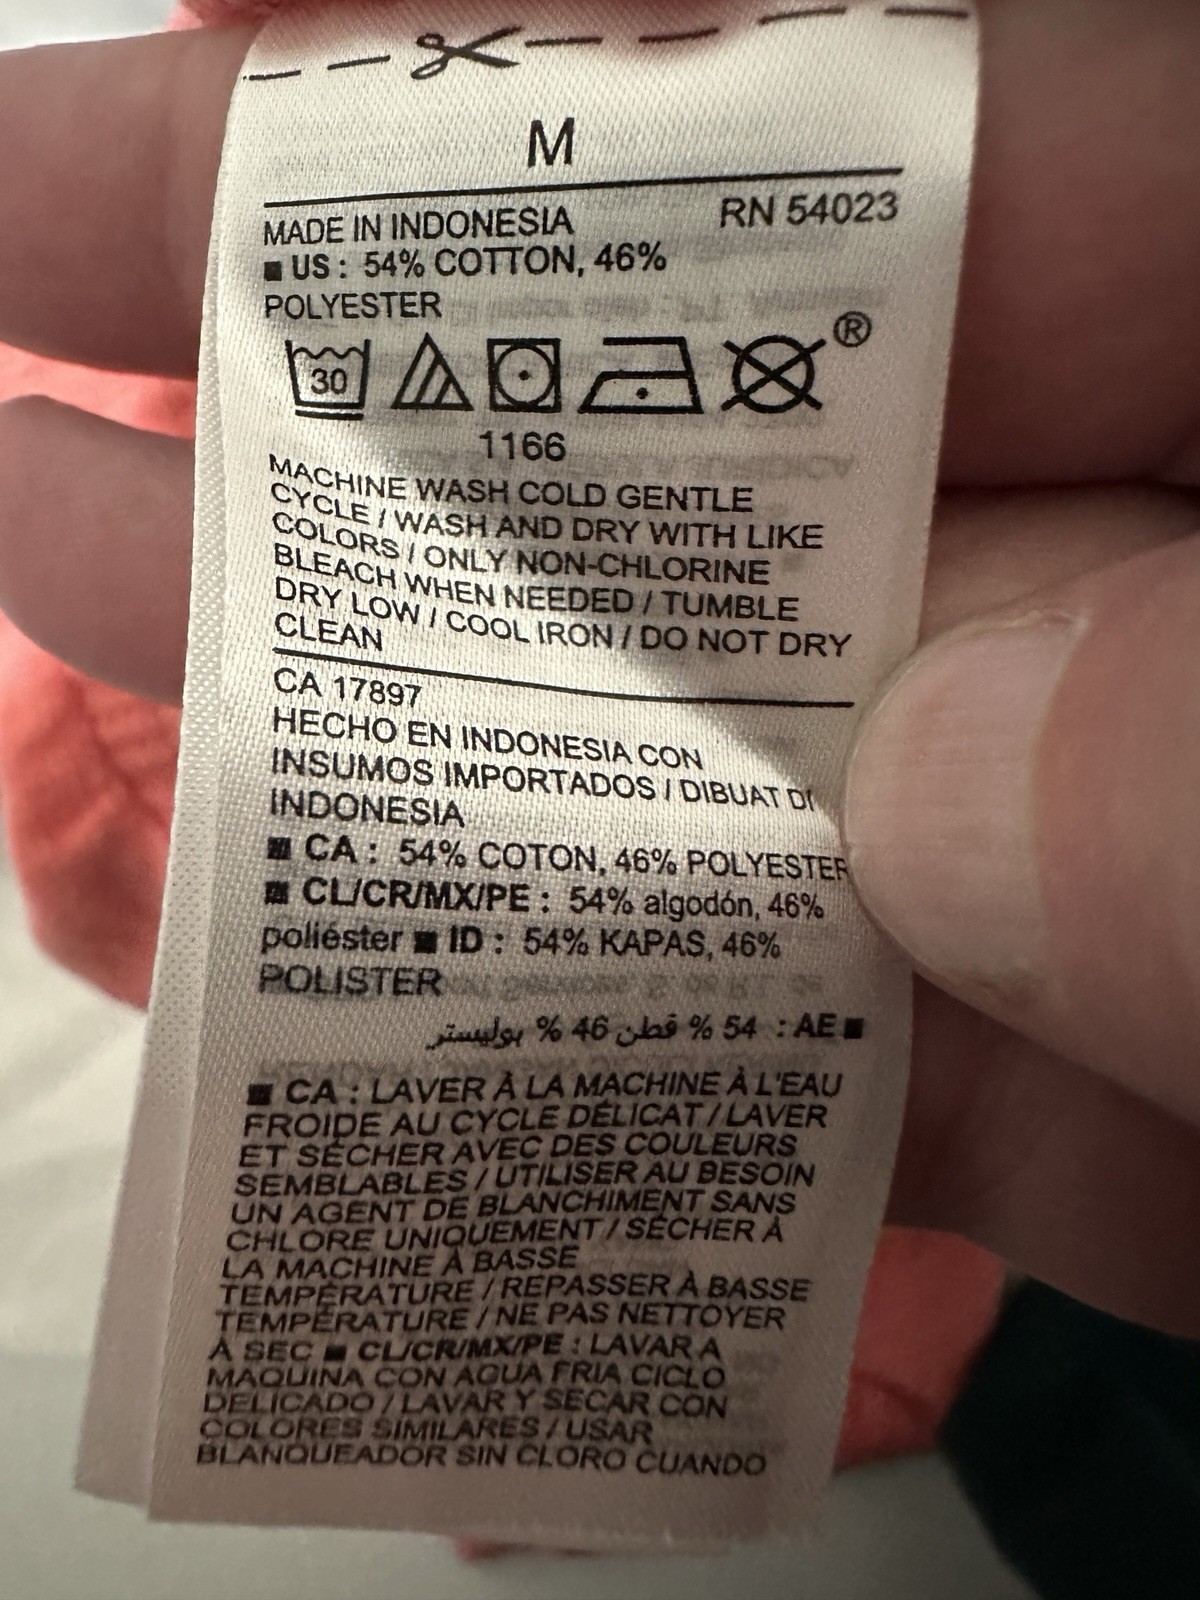 M
MADE IN INDONESIA RN 54023
■ US : 54% COTTON, 46%
POLYESTER
®
30
1166
MACHINE WASH COLD GENTLE
CYCLE / WASH AND DRY WITH LIKE
COLORS / ONLY NON-CHLORINE
BLEACH WHEN NEEDED / TUMBLE
DRY LOW / COOL IRON / DO NOT DRY
CLEAN
CA 17897
HECHO EN INDONESIA CON
INSUMOS IMPORTADOS / DIBUAT DI
INDONESIA
■ CA : 54% COTON, 46% POLYESTER
■ CL/CR/MX/PE : 54% algodón, 46%
poliéster ■ ID : 54% KAPAS, 46%
POLISTER
■ AE : 54 % قطن 46 % بوليستر
■ CA : LAVER À LA MACHINE À L'EAU
FROIDE AU CYCLE DÉLICAT / LAVER
ET SÉCHER AVEC DES COULEURS
SEMBLABLES / UTILISER AU BESOIN
UN AGENT DE BLANCHIMENT SANS
CHLORE UNIQUEMENT / SÉCHER À
LA MACHINE À BASSE
TEMPÉRATURE / REPASSER À BASSE
TEMPÉRATURE / NE PAS NETTOYER
À SEC ■ CL/CR/MX/PE : LAVAR A
MAQUINA CON AGUA FRIA CICLO
DELICADO / LAVAR Y SECAR CON
COLORES SIMILARES / USAR
BLANQUEADOR SIN CLORO CUANDO